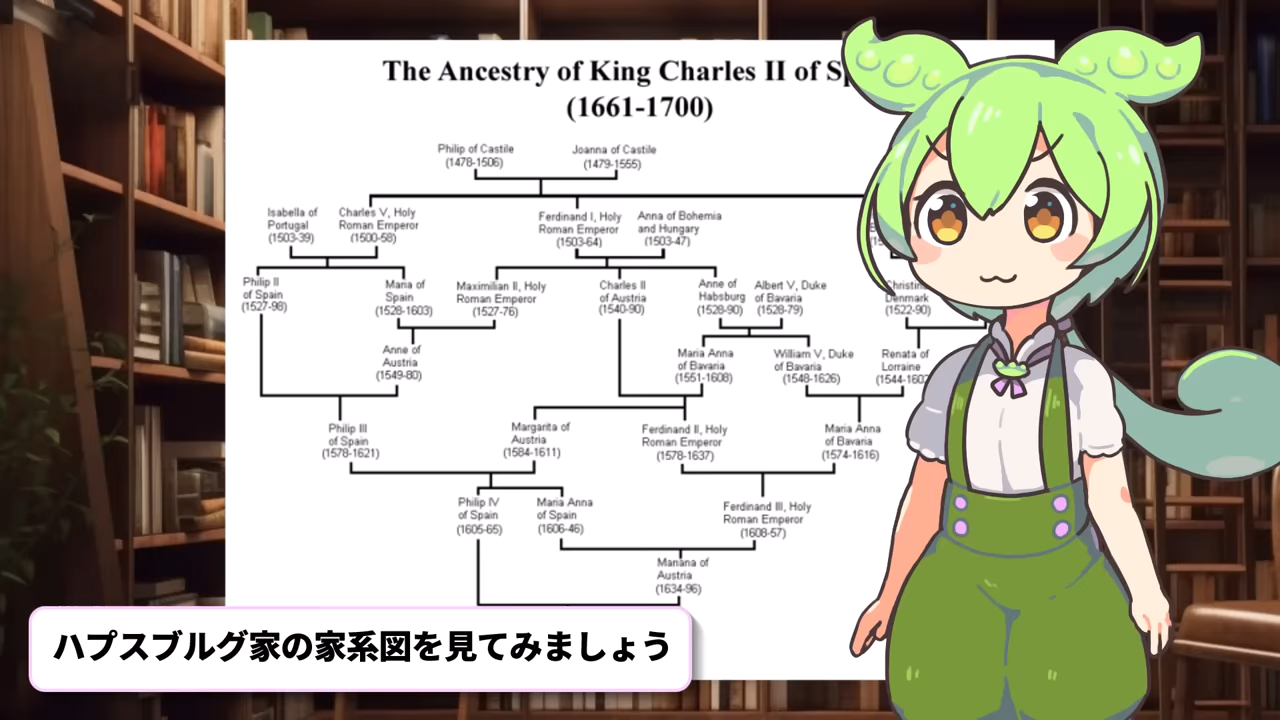 The Ancestry of King Charles II of Sp
(1661-1700)
Philip of Castile
(1478-1506)
Joanna of Castile
(1479-1555)
Isabella of
Portugal
(1503-39)
Charles V, Holy
Roman Emperor
(1500-58)
Ferdinand I, Holy
Roman Emperor
(1503-64)
Anna of Bohemia
and Hungary
(1503-47)
Philip II
of Spain
(1527-98)
Maria of
Spain
(1528-1603)
Maximilian II, Holy
Roman Emperor
(1527-76)
Charles II
of Austria
(1540-90)
Anne of
Habsburg
(1528-90)
Albert V, Duke
of Bavaria
(1528-79)
Christin
Denmark
(1522-90)
Anne of
Austria
(1549-80)
Maria Anna
of Bavaria
(1551-1608)
William V, Duke
of Bavaria
(1548-1626)
Renata of
Lorraine
(1544-1602
Philip III
of Spain
(1578-1621)
Margarita of
Austria
(1584-1611)
Ferdinand II, Holy
Roman Emperor
(1578-1637)
Maria Anna
of Bavaria
(1574-1616)
Philip IV
of Spain
(1605-65)
Maria Anna
of Spain
(1606-46)
Ferdinand III, Holy
Roman Emperor
(1608-57)
Mariana of
Austria
(1634-96)
ハプスブルグ家の家系図を見てみましょう